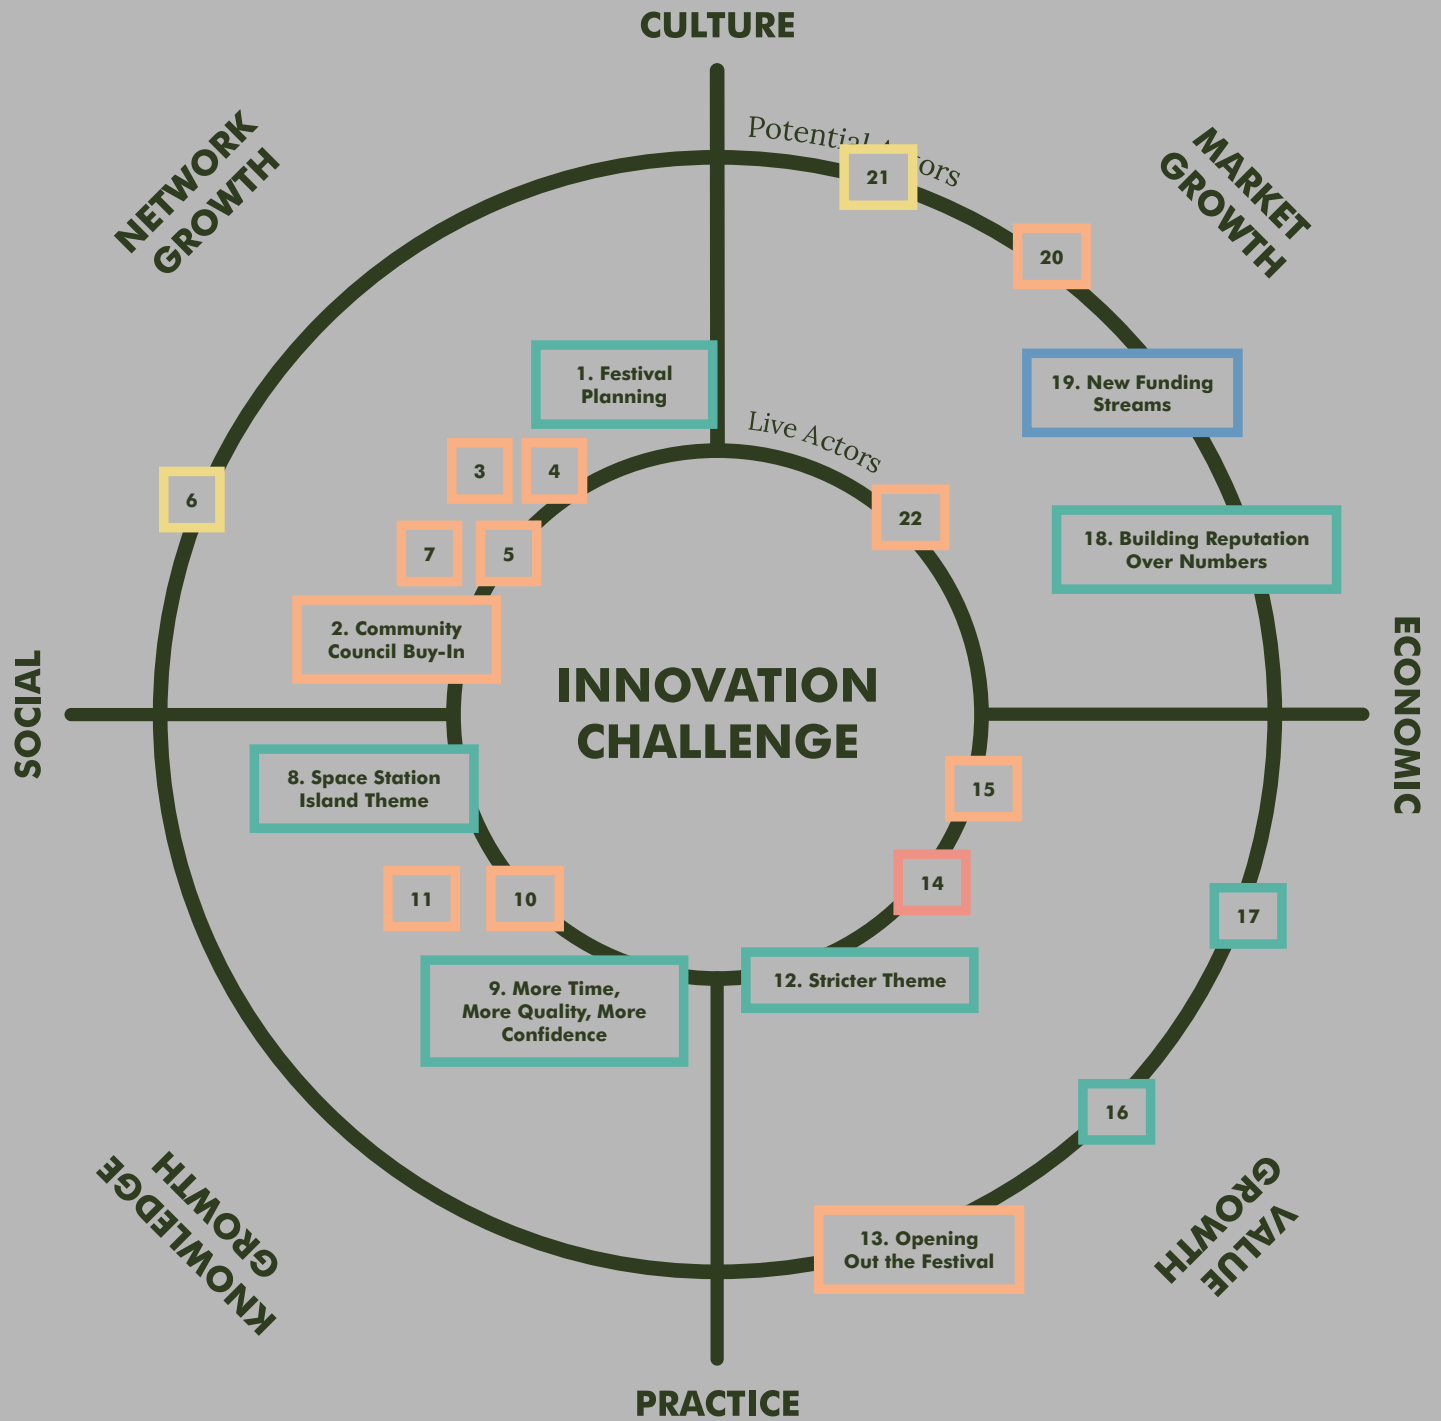 CULTURE
NETWORK
GROWTH
MARKET
GROWTH
Potential
21
20
1. Festival
Planning
19. New Funding
Streams
Live Actors
3
4
6
22
7
5
18. Building Reputation
Over Numbers
2. Community
Council Buy-In
SOCIAL
INNOVATION
CHALLENGE
ECONOMIC
8. Space Station
Island Theme
15
11
10
14
17
9. More Time,
More Quality, More
Confidence
12. Stricter Theme
16
KNOWLEDGE
GROWTH
13. Opening
Out the Festival
VALUE
GROWTH
PRACTICE